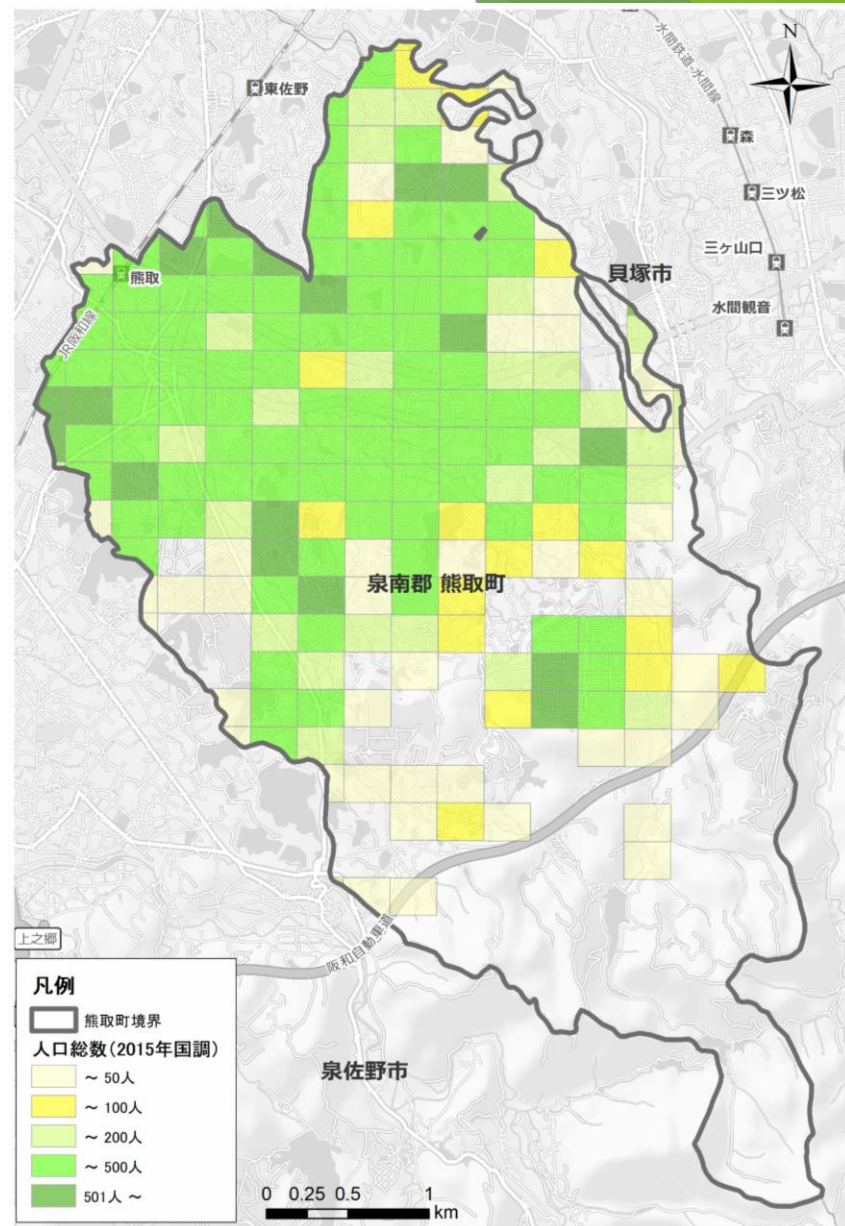 N
水間鉄道-水間線
東佐野
森
三ツ松
三ケ山口
貝塚市
熊取
水間観音
JR阪和線
泉南郡 熊取町
上之郷
阪和自動車道
凡例
熊取町境界
人口総数(2015年国調)
～ 50人
～ 100人
～ 200人
～ 500人
501人 ～
泉佐野市
0 0.25 0.5 1
km